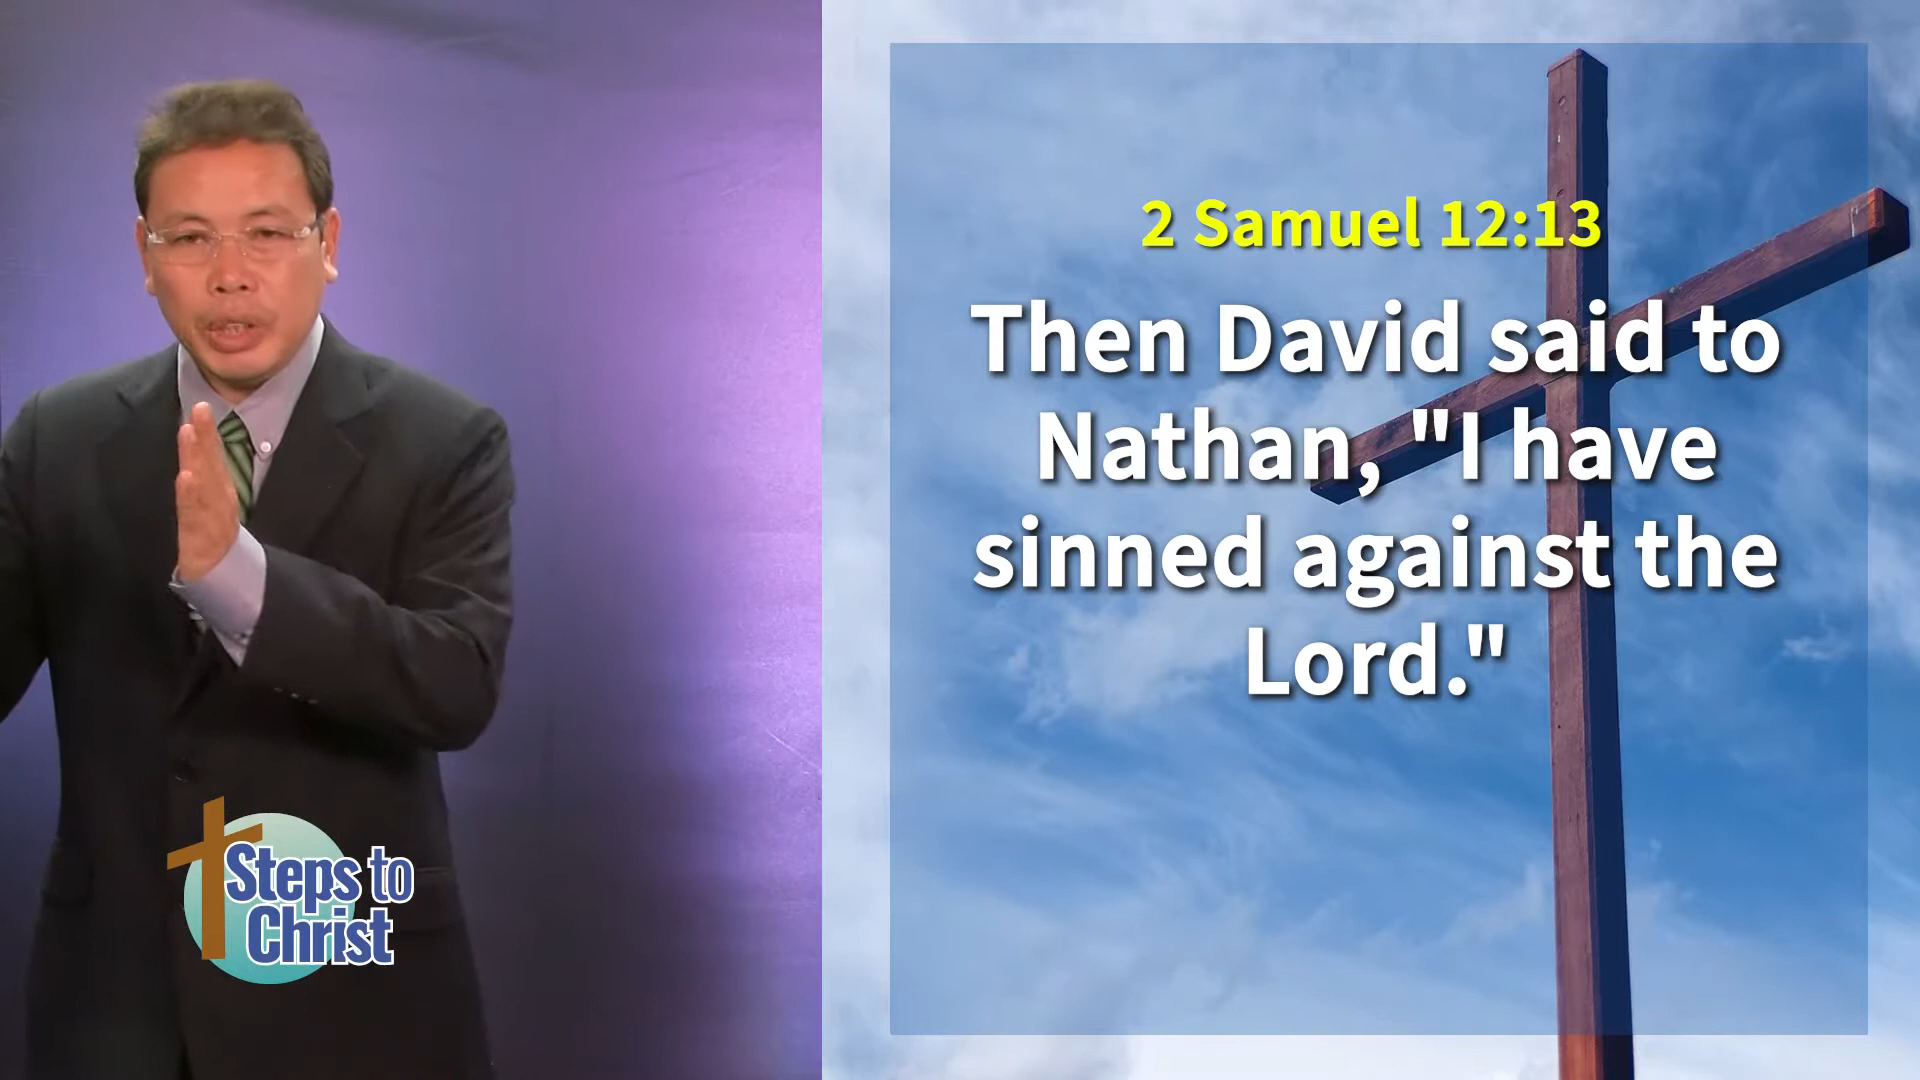 2 Samuel 12:13
Then David said to
Nathan, "I have
sinned against the
Lord."
Steps to
Christ